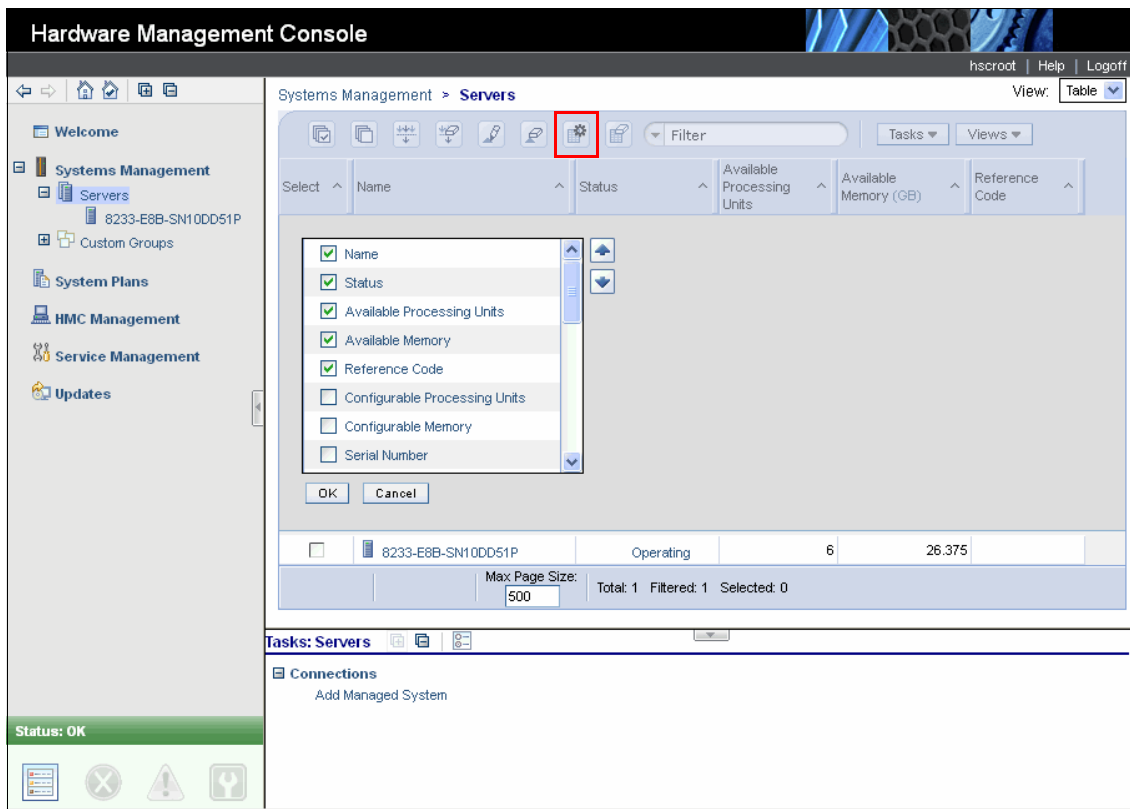 Hardware Management Console
hscroot | Help | Logoff
Systems Management > Servers
View: Table
Welcome
Systems Management
Servers
8233-E8B-SN10DD51P
Custom Groups
System Plans
HMC Management
Service Management
Updates
Status: OK
Filter
Tasks
Views
Select
Name
Status
Available Processing Units
Available Memory (GB)
Reference Code
Name
Status
Available Processing Units
Available Memory
Reference Code
Configurable Processing Units
Configurable Memory
Serial Number
OK
Cancel
8233-E8B-SN10DD51P Operating 6 26.375
Max Page Size:
500
Total: 1 Filtered: 1 Selected: 0
Tasks: Servers
Connections
Add Managed System